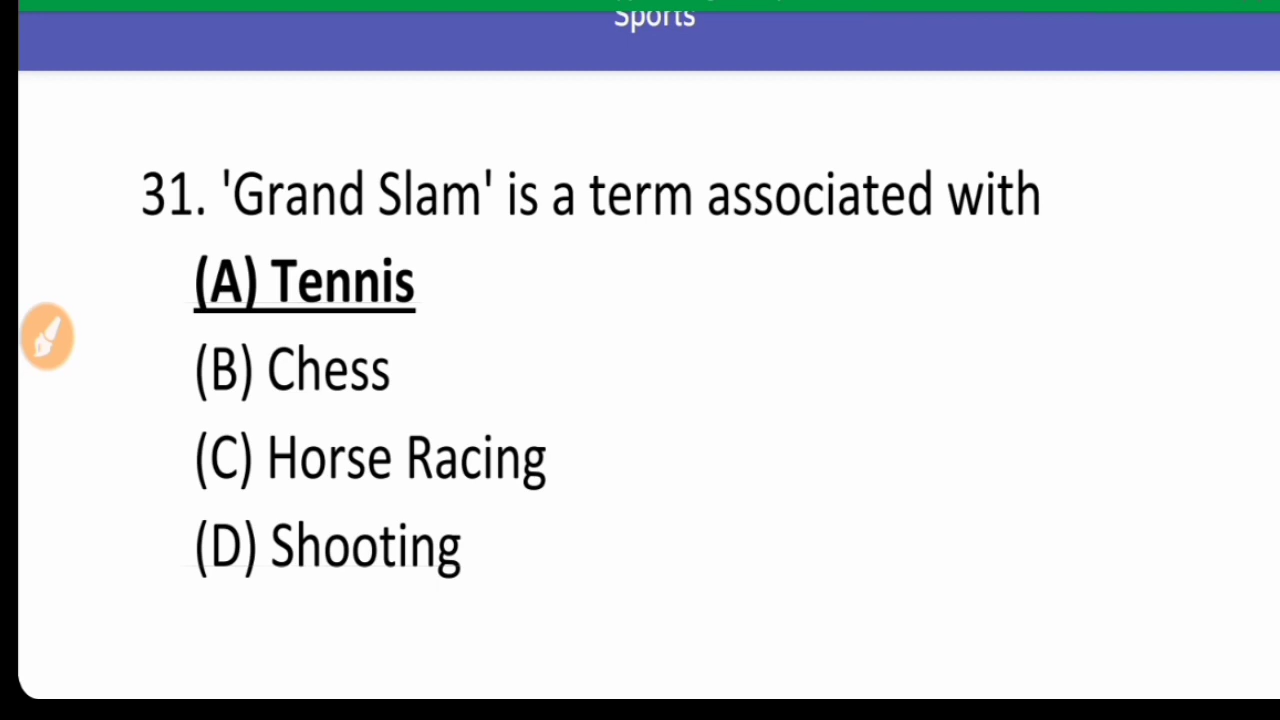 Sports
31. 'Grand Slam' is a term associated with
(A) Tennis
(B) Chess
(C) Horse Racing
(D) Shooting